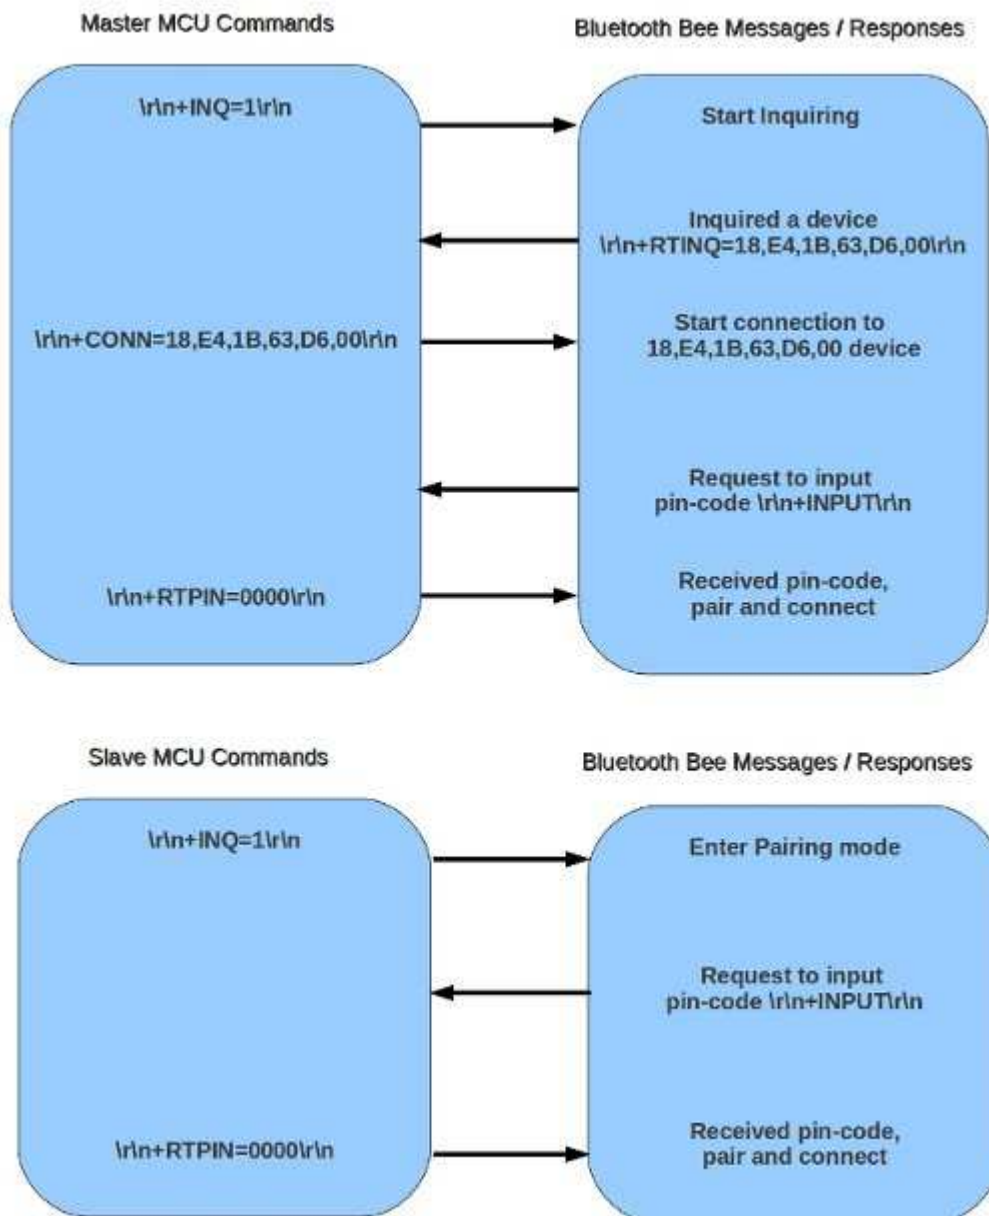 Master MCU Commands
Bluetooth Bee Messages / Responses
\r\n+INQ=1\r\n
Start Inquiring
Inquired a device
\r\n+RTINQ=18,E4,1B,63,D6,00\r\n
\r\n+CONN=18,E4,1B,63,D6,00\r\n
Start connection to
18,E4,1B,63,D6,00 device
Request to input
pin-code \r\n+INPUT\r\n
\r\n+RTPIN=0000\r\n
Received pin-code,
pair and connect
Slave MCU Commands
Bluetooth Bee Messages / Responses
\r\n+INQ=1\r\n
Enter Pairing mode
Request to input
pin-code \r\n+INPUT\r\n
\r\n+RTPIN=0000\r\n
Received pin-code,
pair and connect